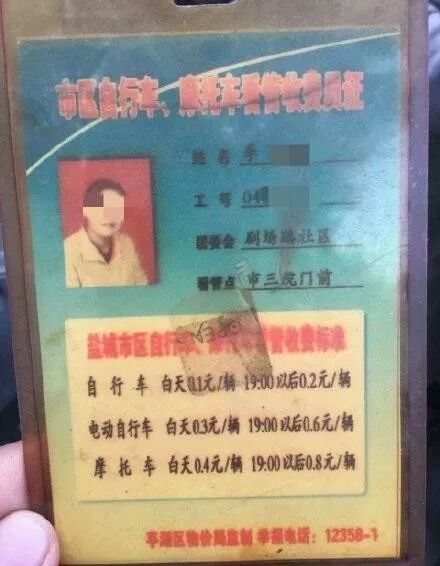 市区自行车、摩托车看管收费员证
姓名 李
工号 04
居委会 剧场路社区
看管点 市三院门前
盐城市区自行车、摩托车看管收费标准
自行车 白天0.1元/辆 19:00以后0.2元/辆
电动自行车 白天0.3元/辆 19:00以后0.6元/辆
摩托车 白天0.4元/辆 19:00以后0.8元/辆
亭湖区物价局监制 举报电话：12358-1